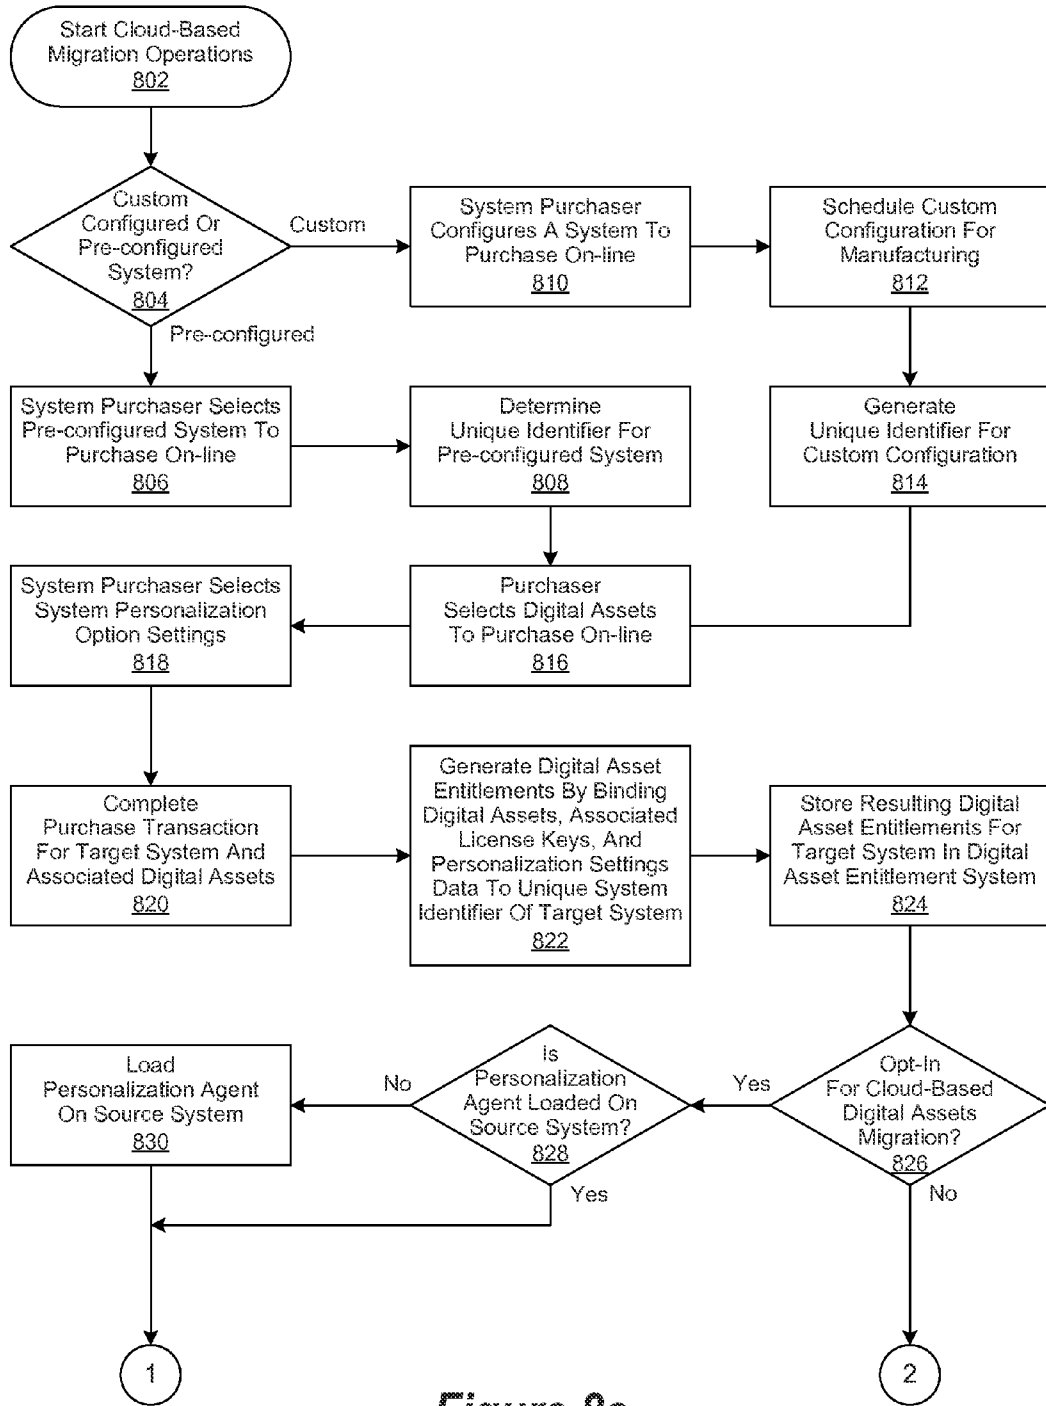 Start Cloud-Based
Migration Operations
802
Custom
Configured Or
Pre-configured
System?
804
Custom
Pre-configured
System Purchaser
Configures A System To
Purchase On-line
810
Schedule Custom
Configuration For
Manufacturing
812
System Purchaser Selects
Pre-configured System To
Purchase On-line
806
Determine
Unique Identifier For
Pre-configured System
808
Generate
Unique Identifier For
Custom Configuration
814
System Purchaser Selects
System Personalization
Option Settings
818
Purchaser
Selects Digital Assets
To Purchase On-line
816
Complete
Purchase Transaction
For Target System And
Associated Digital Assets
820
Generate Digital Asset
Entitlements By Binding
Digital Assets, Associated
License Keys, And
Personalization Settings
Data To Unique System
Identifier Of Target System
822
Store Resulting Digital
Asset Entitlements For
Target System In Digital
Asset Entitlement System
824
Load
Personalization Agent
On Source System
830
No
Is
Personalization
Agent Loaded On
Source System?
828
Yes
Yes
Opt-In
For Cloud-Based
Digital Assets
Migration?
826
No
1
2